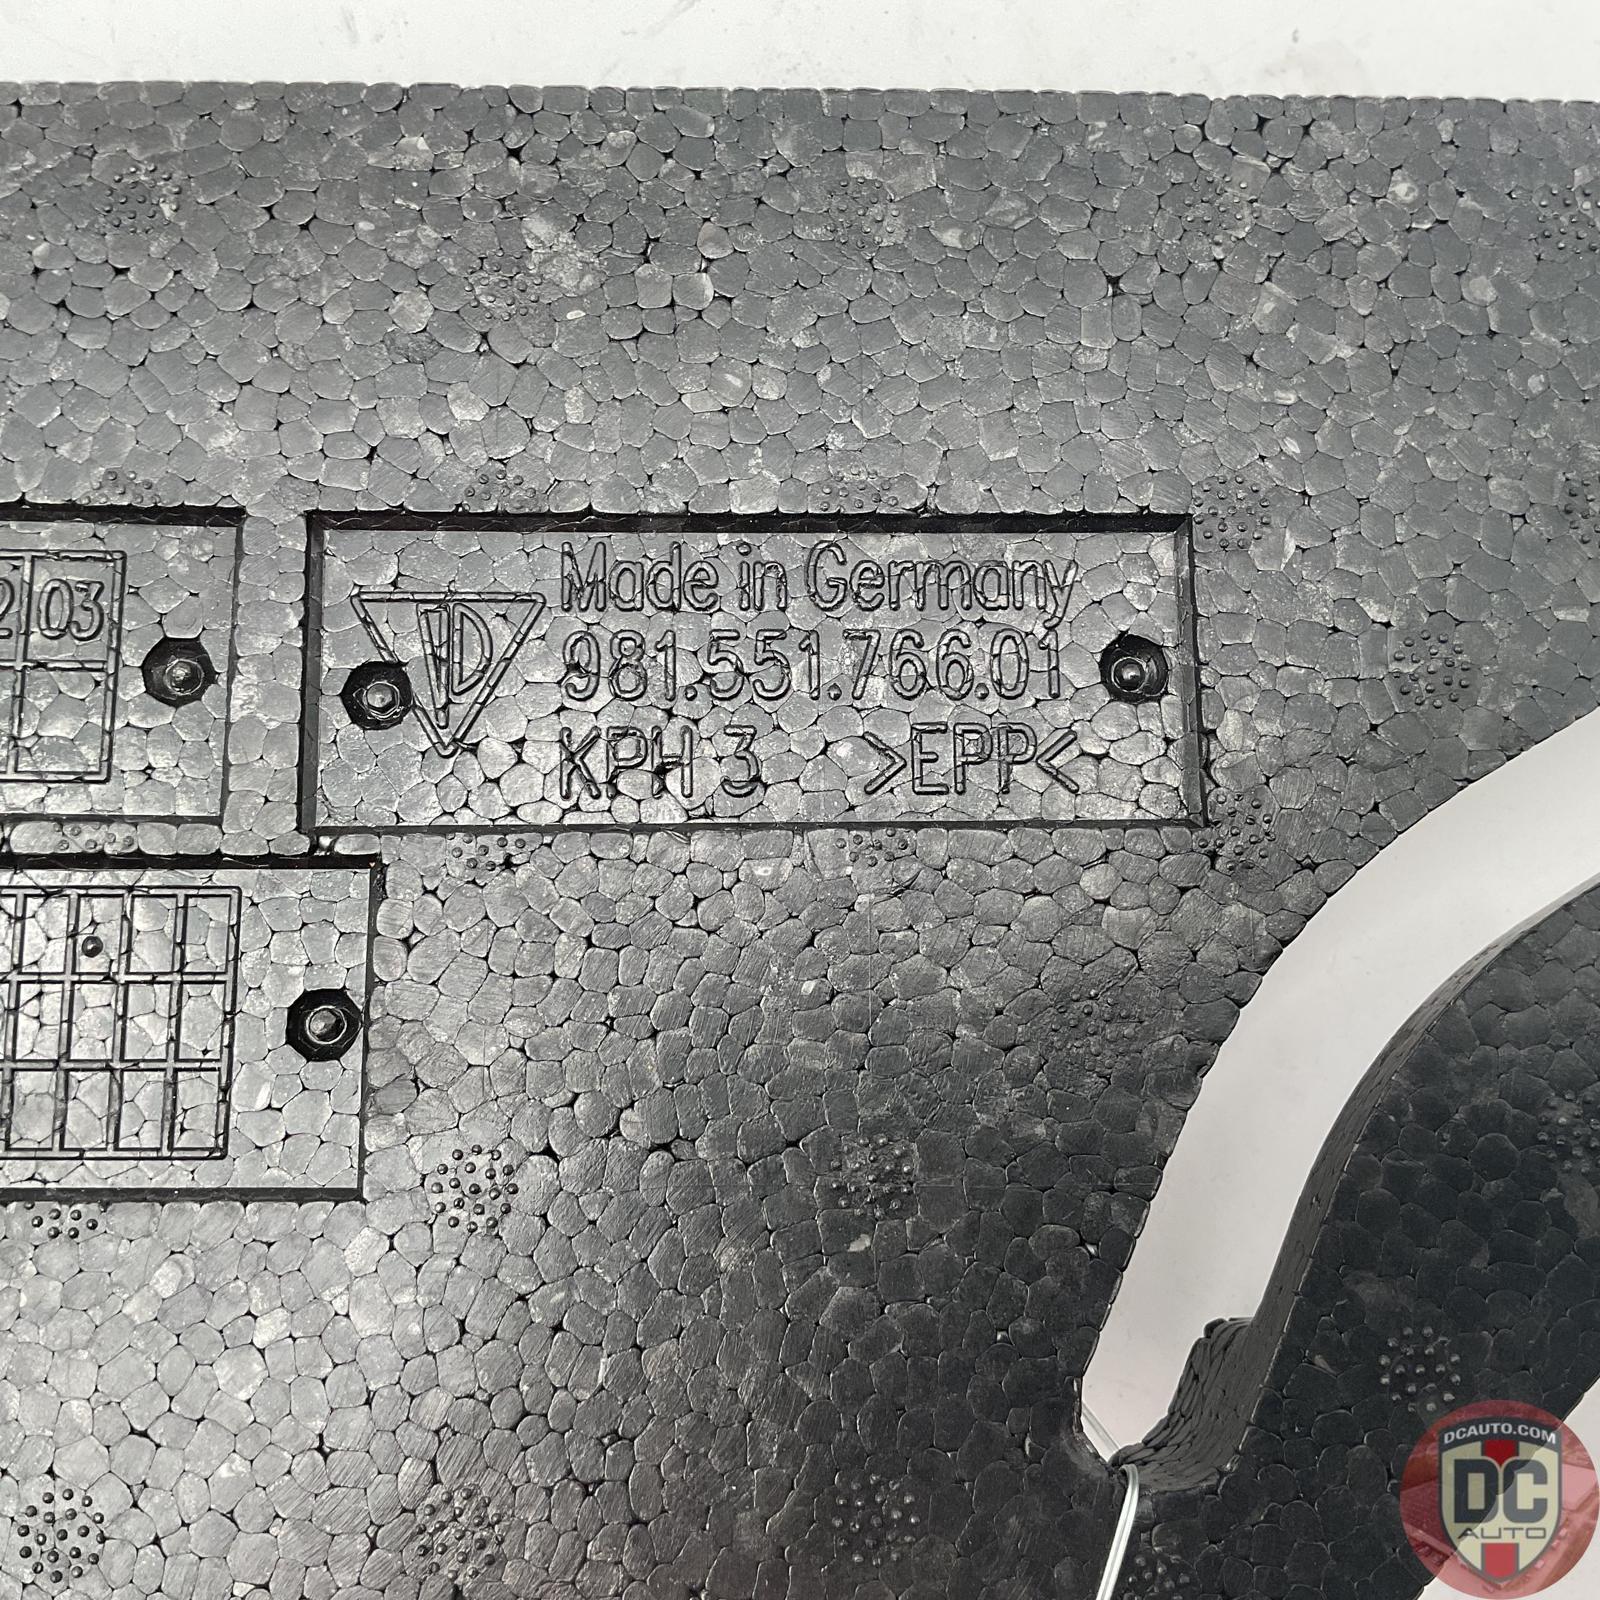 Made in Germany
981.551.766.01
KPH 3 >EPP<
2 03
DCAUTO.COM
DC
AUTO